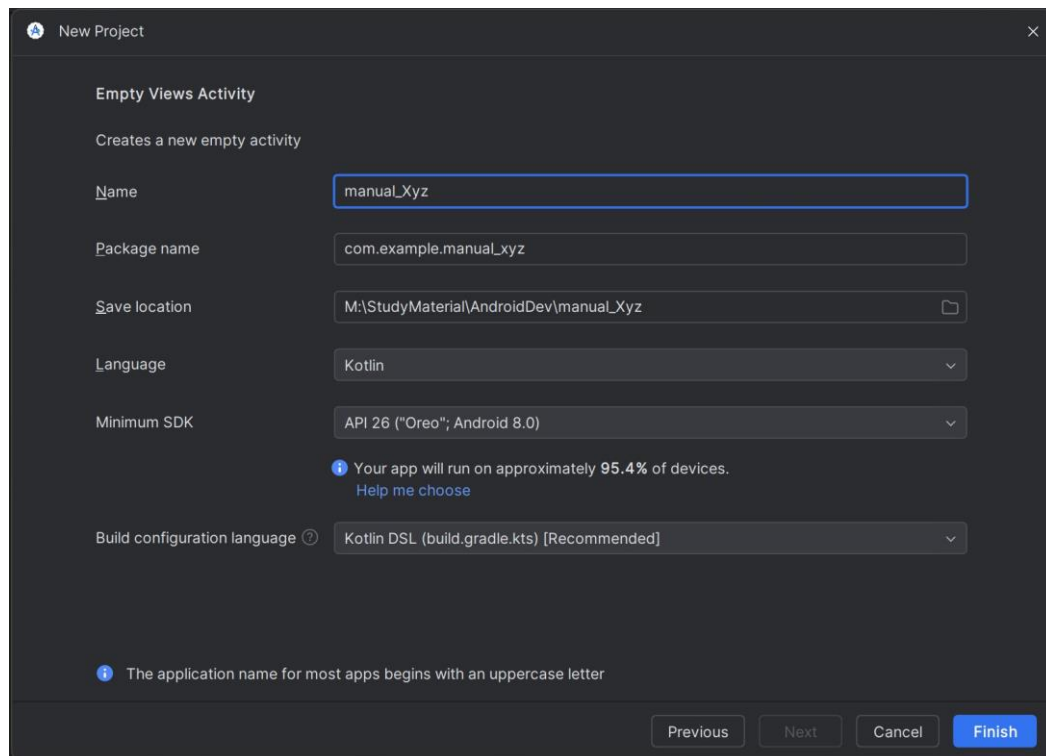 New Project
Empty Views Activity
Creates a new empty activity
Name
manual_Xyz
Package name
com.example.manual_xyz
Save location
M:\StudyMaterial\AndroidDev\manual_Xyz
Language
Kotlin
Minimum SDK
API 26 ("Oreo"; Android 8.0)
Your app will run on approximately 95.4% of devices.
Help me choose
Build configuration language
Kotlin DSL (build.gradle.kts) [Recommended]
The application name for most apps begins with an uppercase letter
Previous
Next
Cancel
Finish